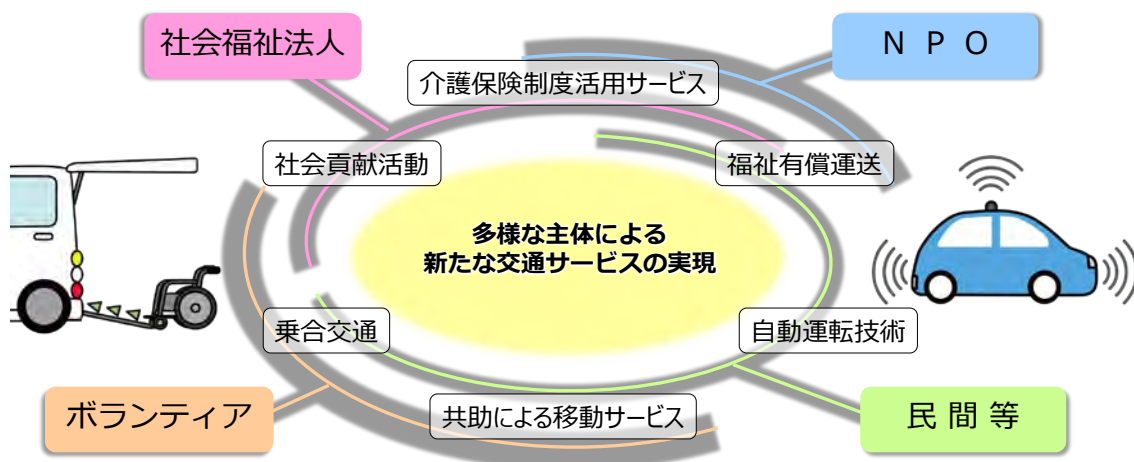 社会福祉法人
N P O
介護保険制度活用サービス
社会貢献活動
福祉有償運送
多様な主体による
新たな交通サービスの実現
乗合交通
自動運転技術
ボランティア
共助による移動サービス
民 間 等